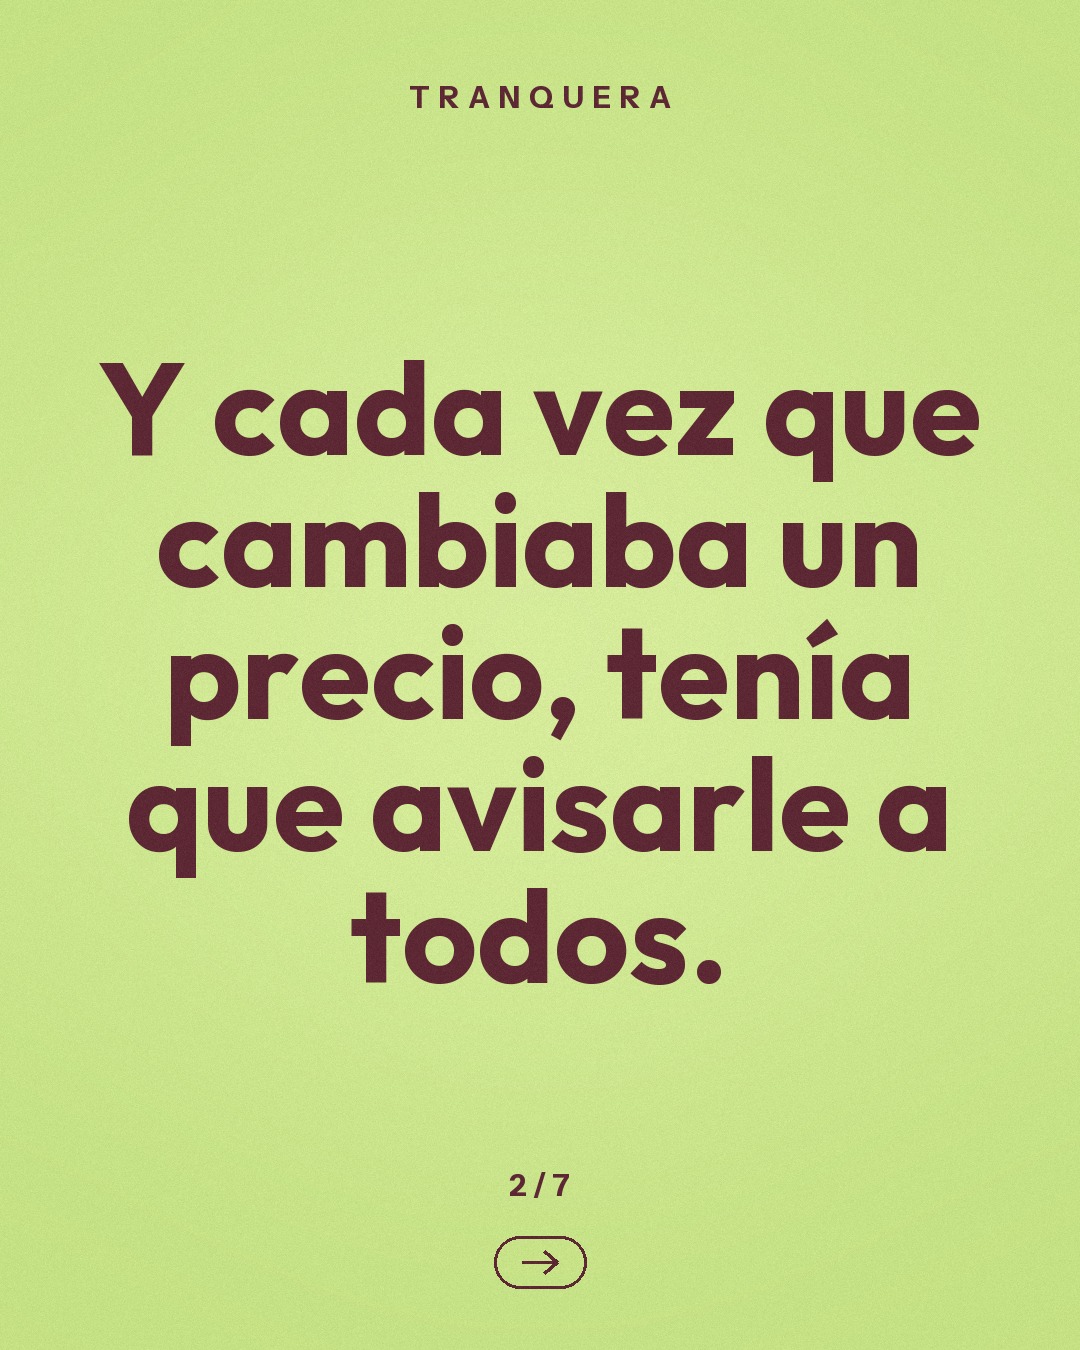 TRANQUERA
Y cada vez que
cambiaba un
precio, tenía
que avisarle a
todos.
2/7